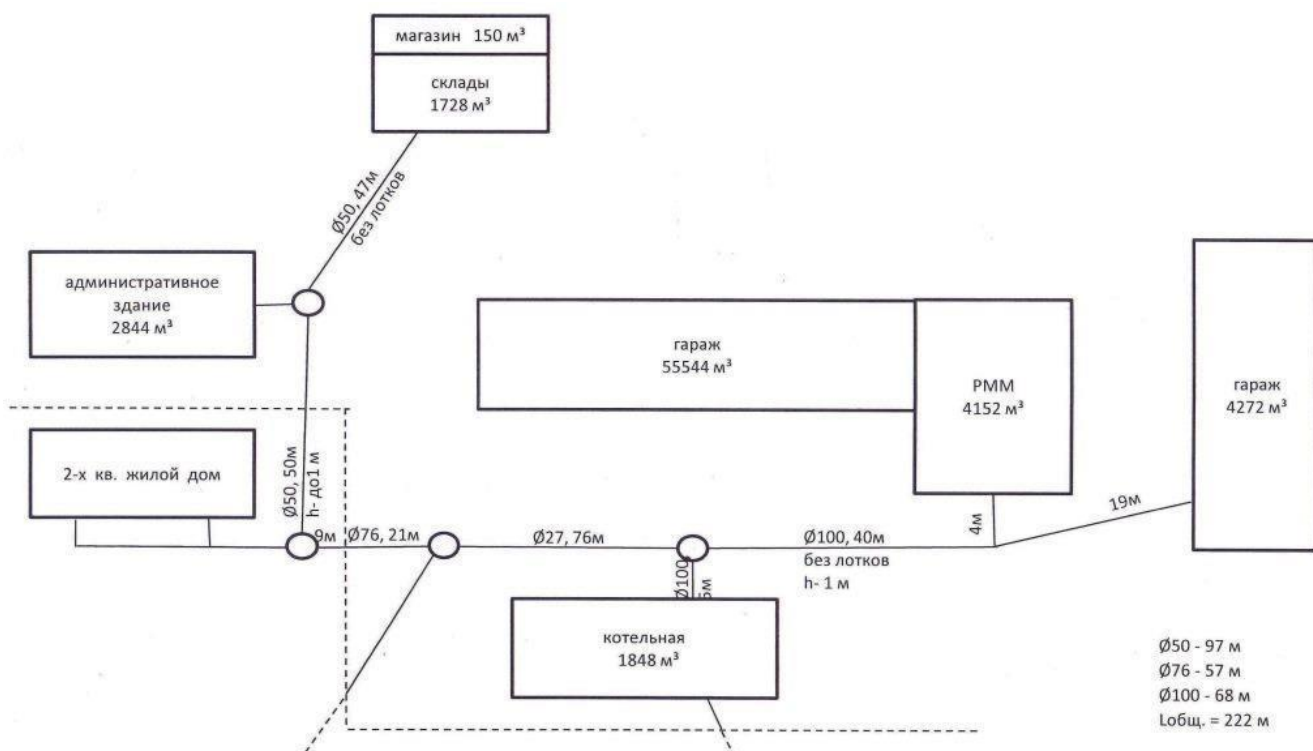 магазин 150 м³
склады
1728 м³
Ø50, 47м
без лотков
административное
здание
2844 м³
гараж
55544 м³
РММ
4152 м³
гараж
4272 м³
2-х кв. жилой дом
Ø50, 50м
h- до1 м
9м
Ø76, 21м
Ø27, 76м
Ø100,
5м
Ø100, 40м
без лотков
h- 1 м
4м
19м
котельная
1848 м³
Ø50 - 97 м
Ø76 - 57 м
Ø100 - 68 м
Lобщ. = 222 м